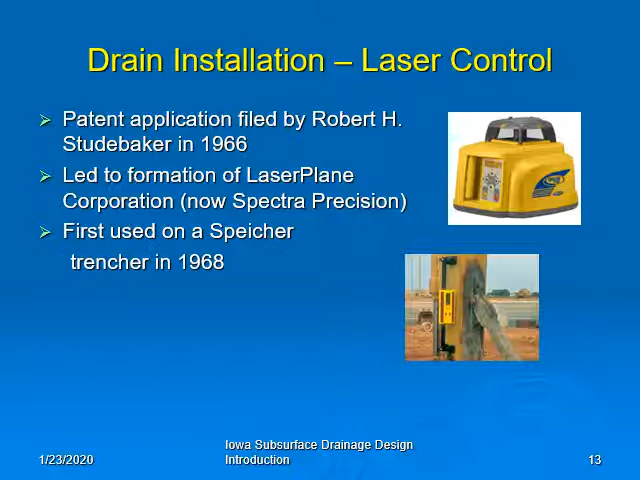 Drain Installation – Laser Control
Patent application filed by Robert H.
Studebaker in 1966
Led to formation of LaserPlane
Corporation (now Spectra Precision)
First used on a Speicher
trencher in 1968
1/23/2020
Iowa Subsurface Drainage Design
Introduction
13